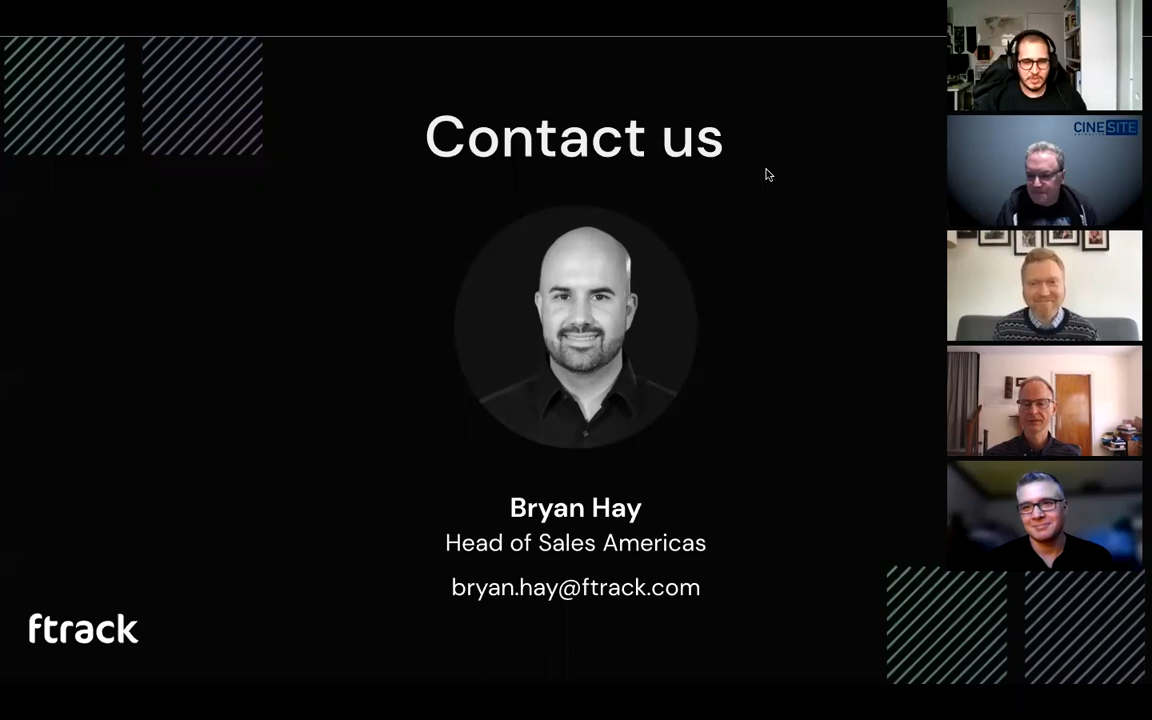 Contact us
CINESITE
Bryan Hay
Head of Sales Americas
bryan.hay@ftrack.com
ftrack